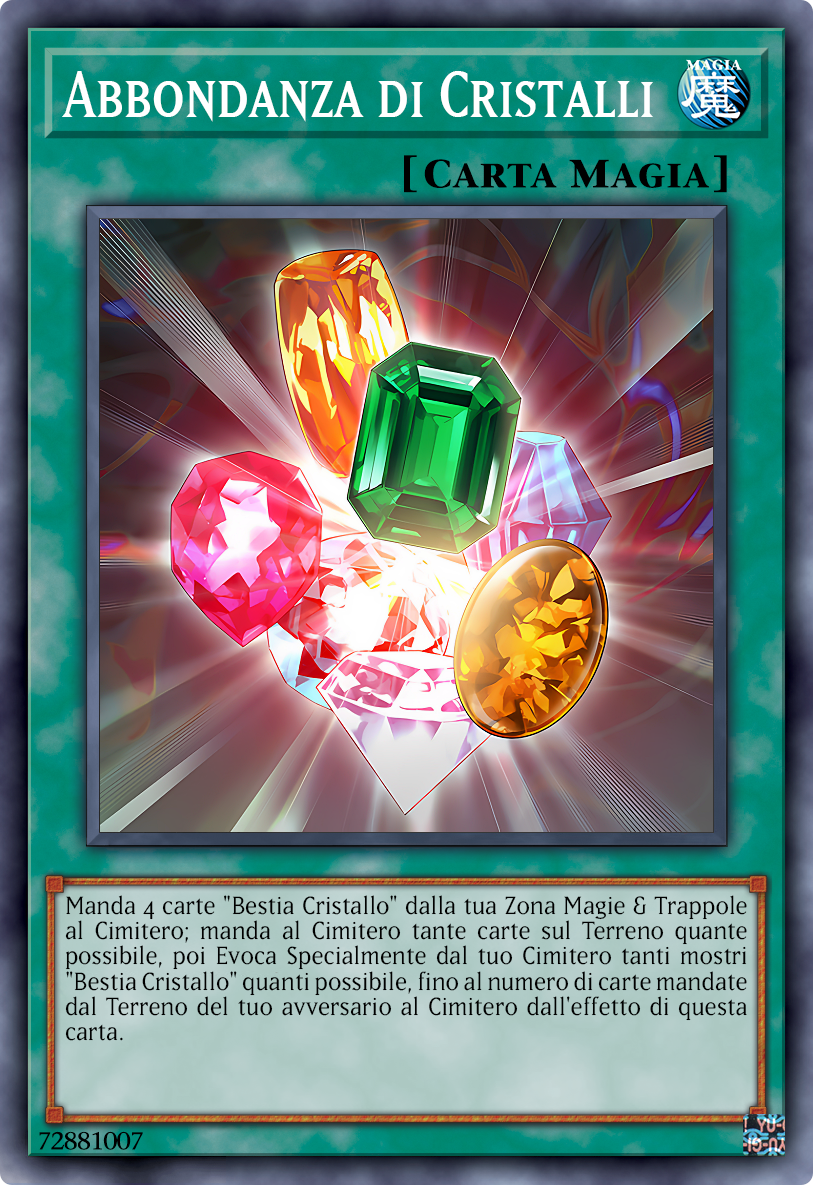 Abbondanza di Cristalli
MAGIA
魔
[Carta Magia]
Manda 4 carte "Bestia Cristallo" dalla tua Zona Magie & Trappole
al Cimitero; manda al Cimitero tante carte sul Terreno quante
possibile, poi Evoca Specialmente dal tuo Cimitero tanti mostri
"Bestia Cristallo" quanti possibile, fino al numero di carte mandate
dal Terreno del tuo avversario al Cimitero dall'effetto di questa
carta.
72881007